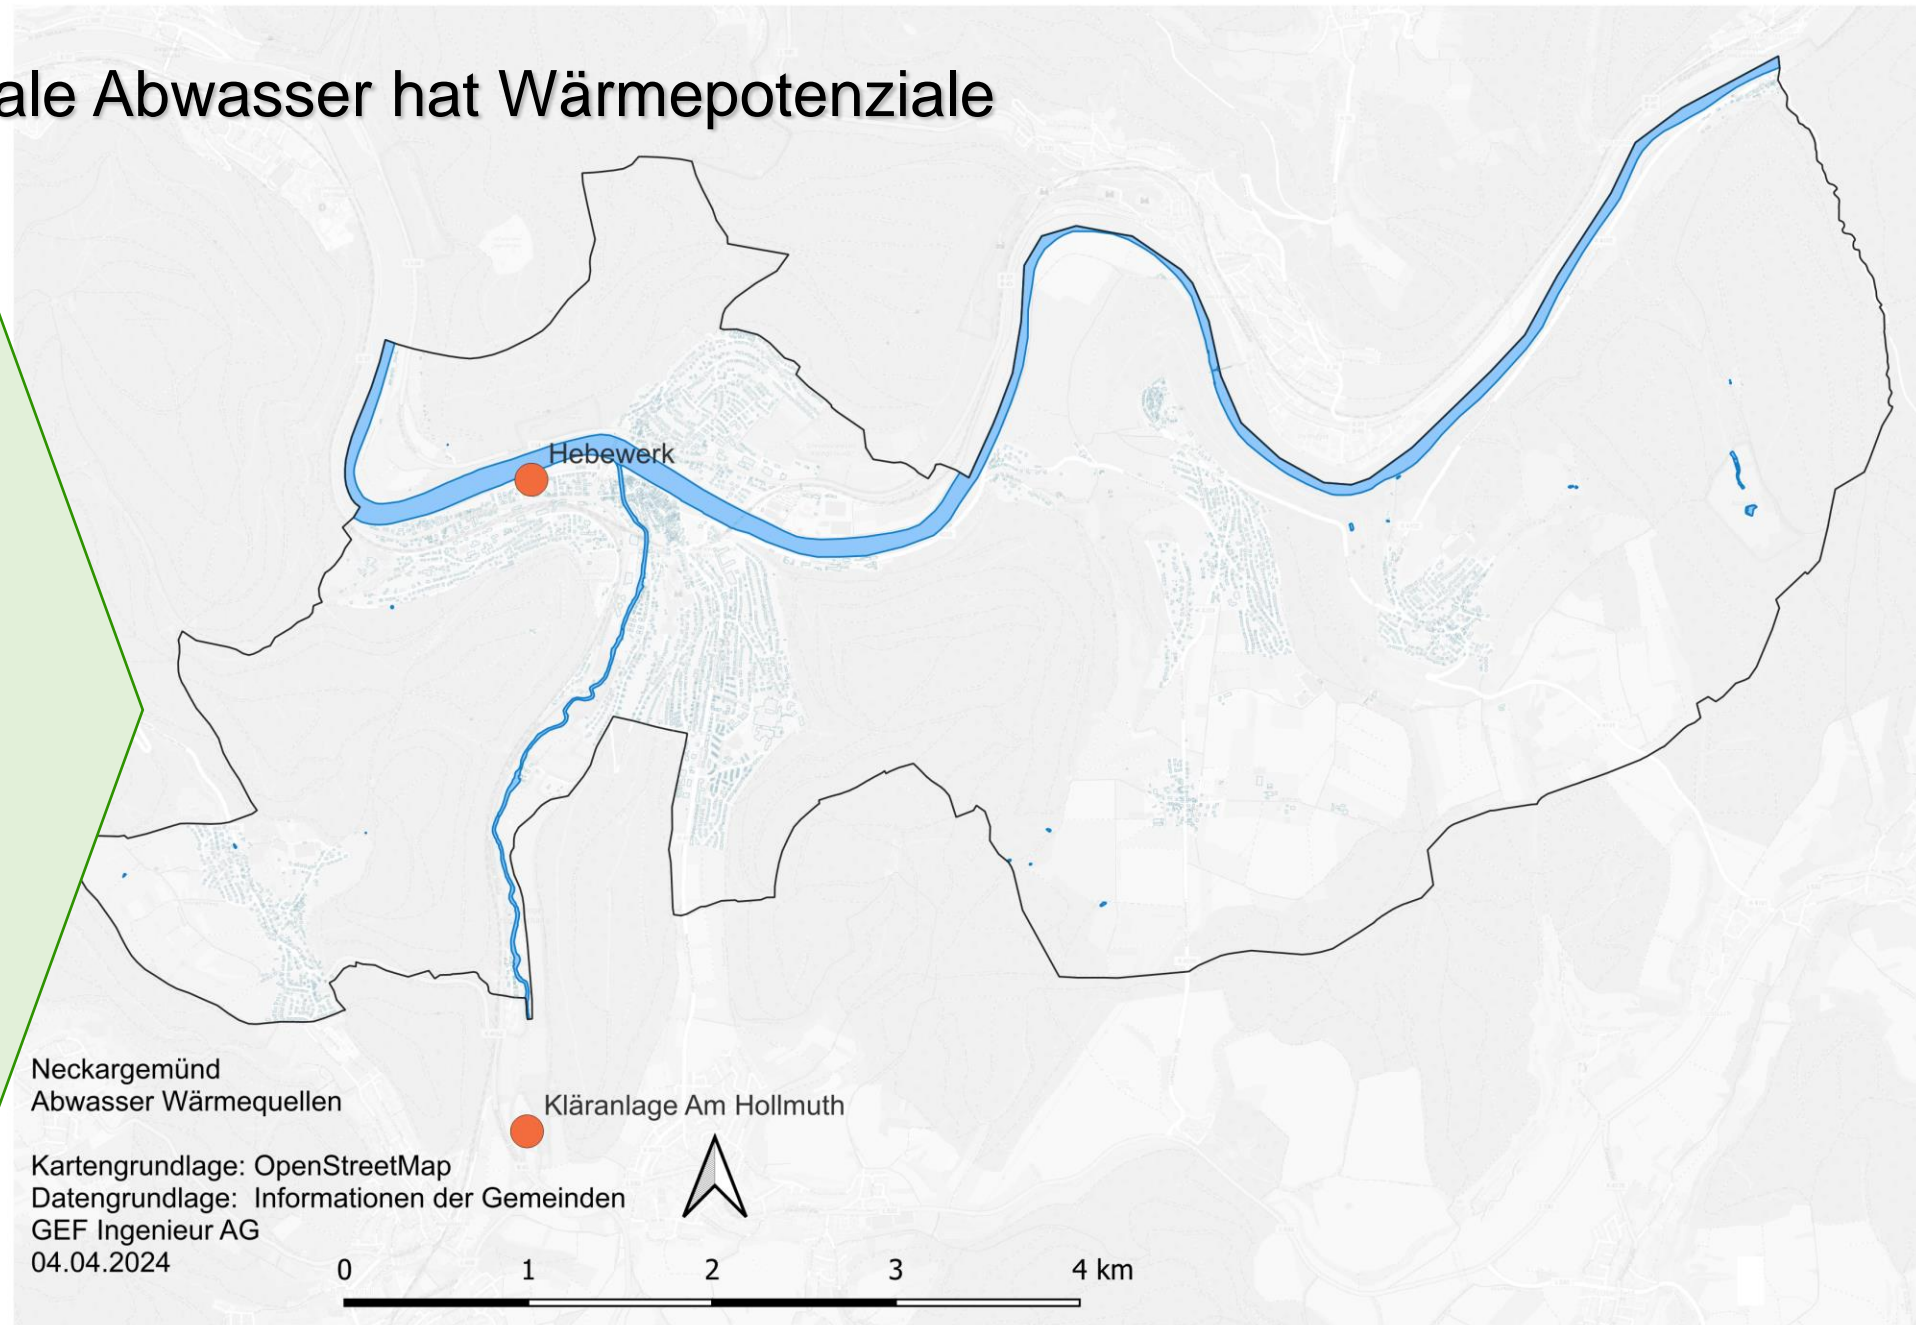 ale Abwasser hat Wärmepotenziale
Hebewerk
Kläranlage Am Hollmuth
Neckargemünd
Abwasser Wärmequellen
Kartengrundlage: OpenStreetMap
Datengrundlage: Informationen der Gemeinden
GEF Ingenieur AG
04.04.2024
0 1 2 3 4 km